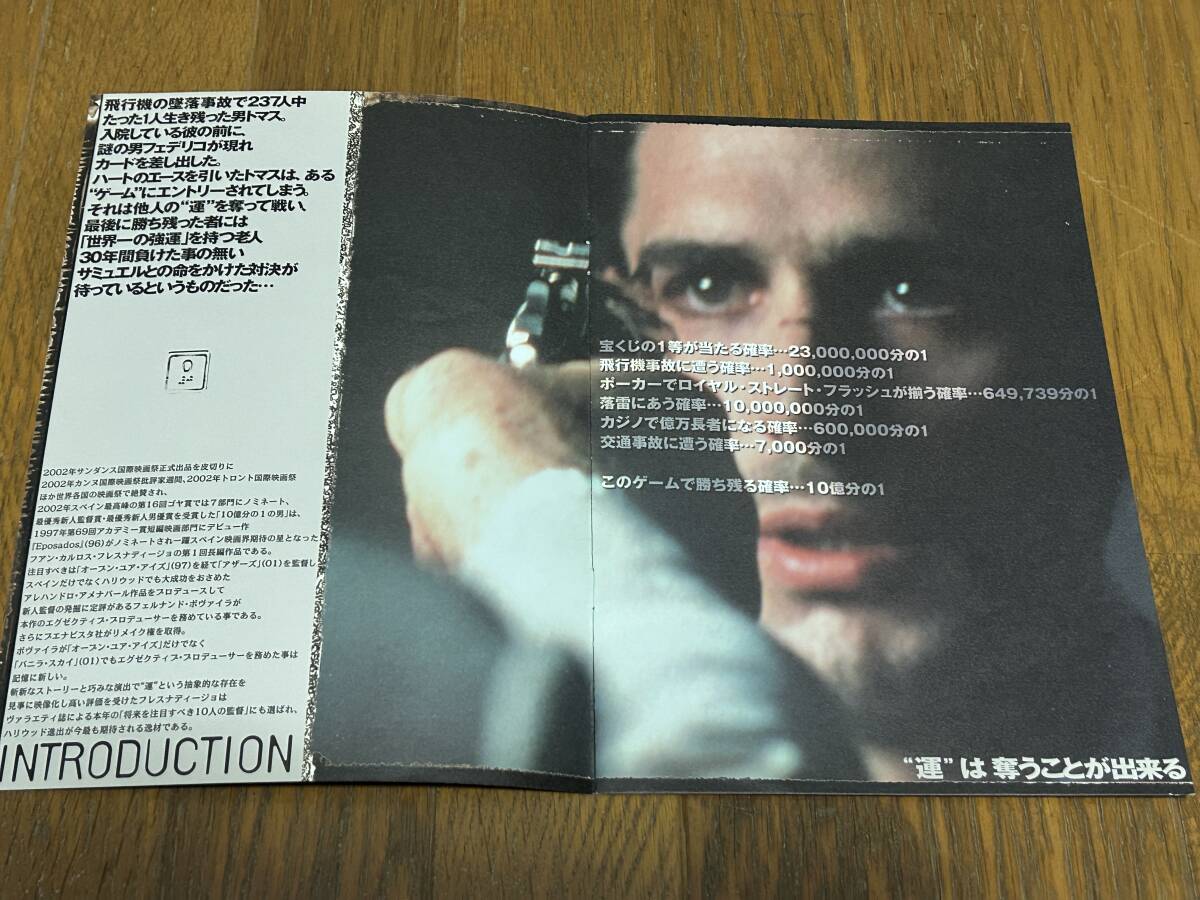 飛行機の墜落事故で237人中
たった1人生き残った男トマス。
入院している彼の前に、
謎の男フェデリコが現れ
カードを差し出した。
ハートのエースを引いたトマスは、ある
“ゲーム”にエントリーされてしまう。
それは他人の“運”を奪って戦い、
最後に勝ち残った者には
「世界一の強運」を持つ老人
30年間負けた事の無い
サミュエルとの命をかけた対決が
待っているというものだった…
2002年サンダンス国際映画祭正式出品を皮切りに
2002年カンヌ国際映画祭批評家週間、2002年トロント国際映画祭
ほか世界各国の映画祭で絶賛され、
2002年スペイン最高峰の第16回ゴヤ賞では7部門にノミネート、
最優秀新人監督賞・最優秀新人男優賞を受賞した「10億分の1の男」は、
1997年第69回アカデミー賞短編映画部門にデビュー作
『Eposados』(96)がノミネートされ一躍スペイン映画界期待の星となった
フアン・カルロス・フレスナディージョの第1回長編作品である。
注目すべきは「オープン・ユア・アイズ」(97)を経て「アザーズ」(01)を監督し
スペインだけでなくハリウッドでも大成功をおさめた
アレハンドロ・アメナバール作品をプロデュースして
新人監督の発掘に定評があるフェルナンド・ボヴァイラが
本作のエグゼクティブ・プロデューサーを務めている事である。
さらにブエナビスタ社がリメイク権を取得。
ボヴァイラが「オープン・ユア・アイズ」だけでなく
「バニラ・スカイ」(01)でもエグゼクティブ・プロデューサーを務めた事は
記憶に新しい。
斬新なストーリーと巧みな演出で“運”という抽象的な存在を
見事に映像化し高い評価を受けたフレスナディージョは
ヴァラエティ誌による本年の「将来を注目すべき10人の監督」にも選ばれ、
ハリウッド進出が今最も期待される逸材である。
INTRODUCTION
宝くじの1等が当たる確率…23,000,000分の1
飛行機事故に遭う確率…1,000,000分の1
ポーカーでロイヤル・ストレート・フラッシュが揃う確率…649,739分の1
落雷にあう確率…10,000,000分の1
カジノで億万長者になる確率…600,000分の1
交通事故に遭う確率…7,000分の1
このゲームで勝ち残る確率…10億分の1
“運”は 奪うことが出来る